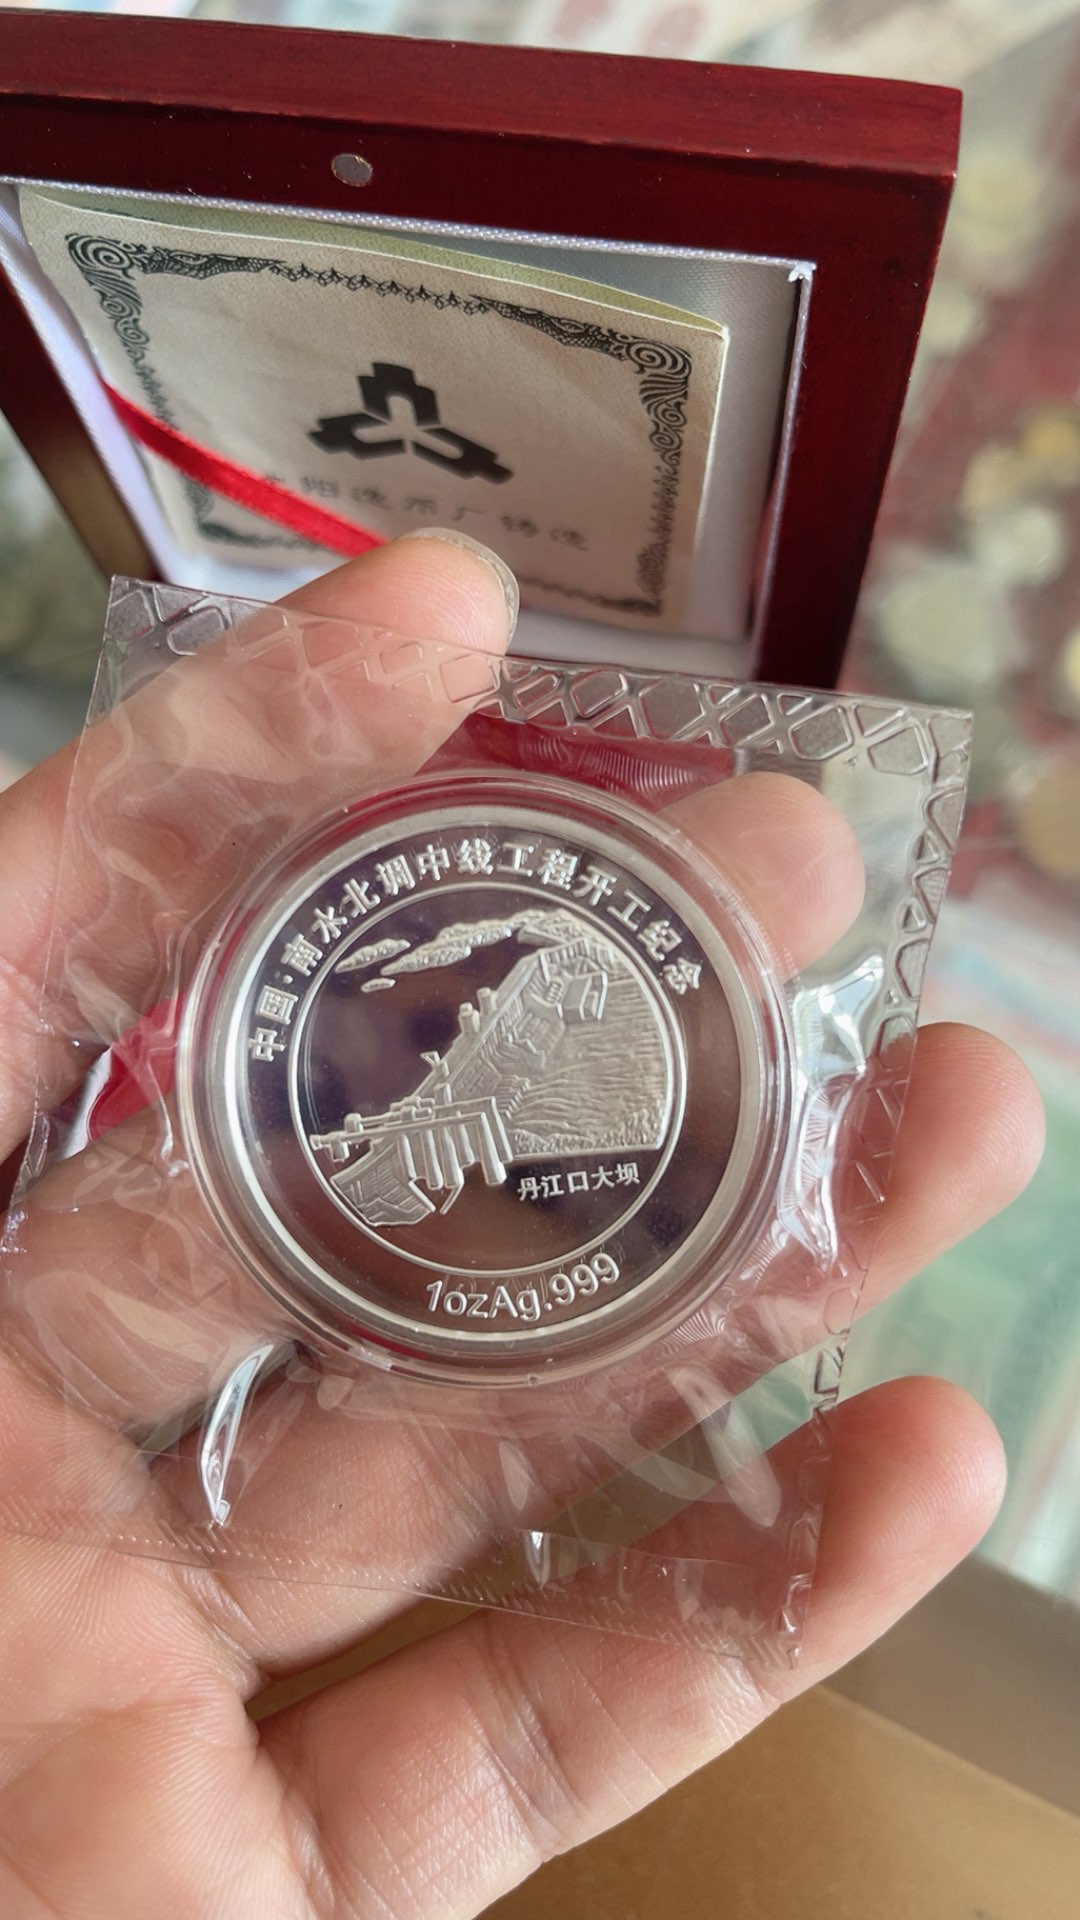 阳造币厂铸造
中国·南水北调中线工程开工纪念
丹江口大坝
1ozAg.999